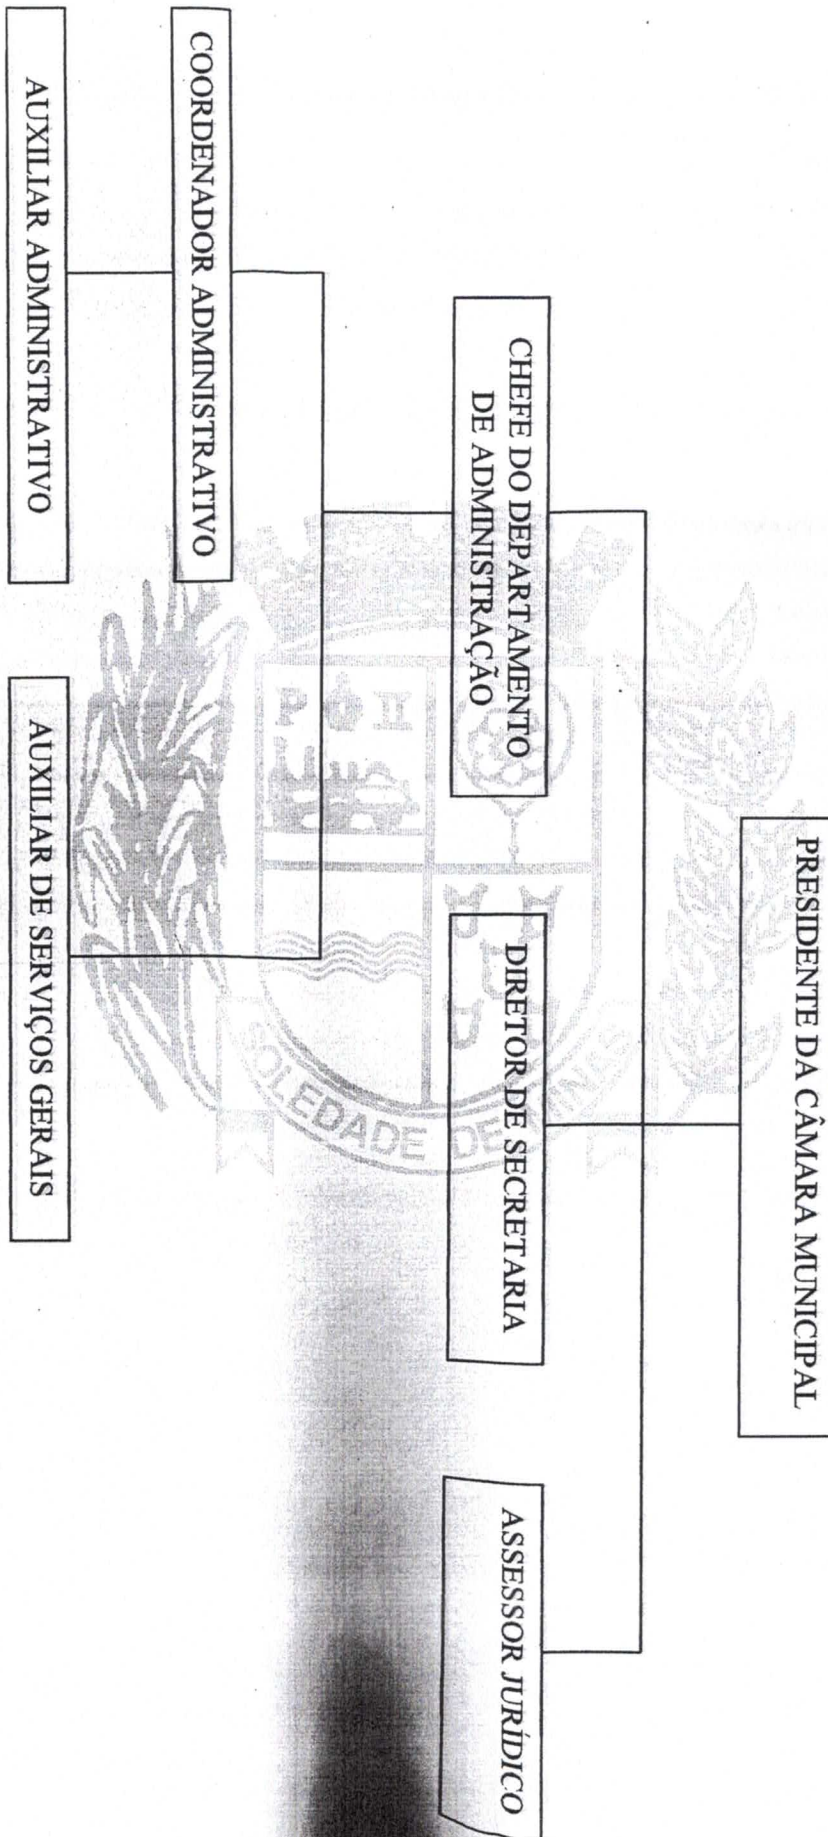 PRESIDENTE DA CÂMARA MUNICIPAL
CHEFE DO DEPARTAMENTO
DE ADMINISTRAÇÃO
DIRETOR DE SECRETARIA
ASSESSOR JURÍDICO
COORDENADOR ADMINISTRATIVO
AUXILIAR ADMINISTRATIVO
AUXILIAR DE SERVIÇOS GERAIS
P II
SOLEDADE DE MINAS